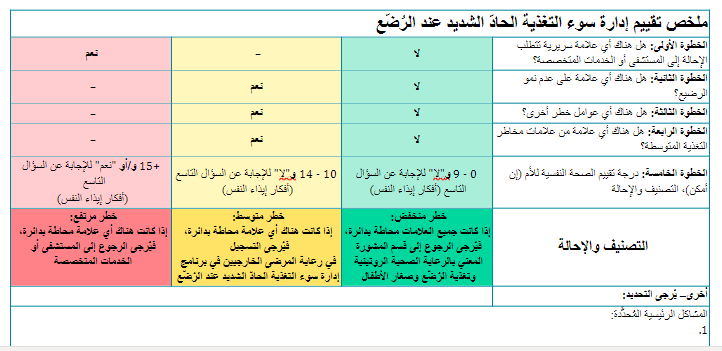 ملخص تقييم إدارة سوء التغذية الحادّ الشديد عند الرُضّع
الخطوة الأولى: هل هناك أي علامة سريرية تتطلب
الإحالة إلى المستشفى أو الخدمات المتخصصة؟
لا
–
نعم
الخطوة الثانية: هل هناك أي علامة على عدم نمو
الرضيع؟
لا
نعم
–
الخطوة الثالثة: هل هناك أي عوامل خطر أخرى؟
لا
نعم
–
الخطوة الرابعة: هل هناك أي علامة من علامات مخاطر
التغذية المتوسطة؟
لا
نعم
–
الخطوة الخامسة: درجة تقييم الصحة النفسية للأم (إن
أمكن)، التصنيف والإحالة
0 - 9 و"لا" للإجابة عن السؤال
التاسع (أفكار إيذاء النفس)
10 - 14 و"لا" للإجابة عن السؤال التاسع
(أفكار إيذاء النفس)
15+ و/أو "نعم" للإجابة عن السؤال
التاسع
(أفكار إيذاء النفس)
التصنيف والإحالة
خطر منخفض:
إذا كانت جميع العلامات محاطة بدائرة،
فيُرجى الرجوع إلى قسم المشورة
المعني بالرعاية الصحية الروتينية
وتغذية الرُضّع وصغار الأطفال
خطر متوسط:
إذا كانت هناك أي علامة محاطة بدائرة،
فيُرجى التسجيل
في رعاية المرضى الخارجيين في برنامج
إدارة سوء التغذية الحادّ الشديد عند الرُضّع
خطر مرتفع:
إذا كانت هناك أي علامة محاطة بدائرة،
فيُرجى الرجوع إلى المستشفى أو
الخدمات المتخصصة
أخرى– يُرجى التحديد:
المشاكل الرئيسية المُحدَّدة:
1.